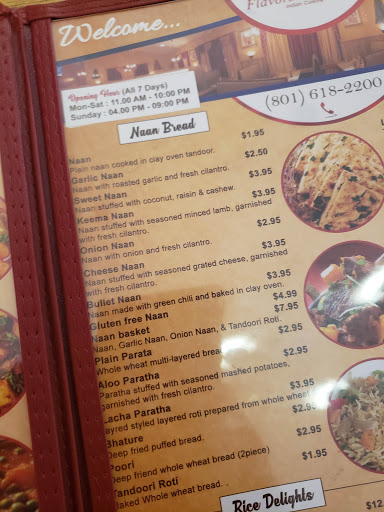 Welcome...
Flavor
Indian Cuisine
Opening Hour (All 7 Days)
Mon-Sat : 11.00 AM - 10:00 PM
Sunday : 04.00 PM - 09:00 PM
(801) 618-2200
Naan Bread
Naan $1.95
Plain naan cooked in clay oven tandoor.
Garlic Naan $2.50
Naan with roasted garlic and fresh cilantro.
Sweet Naan $3.95
Naan stuffed with coconut, raisin & cashew.
Keema Naan $3.95
Naan stuffed with seasoned minced lamb, garnished
with fresh cilantro.
Onion Naan $2.95
Naan with onion and fresh cilantro.
Cheese Naan $3.95
Naan stuffed with seasoned grated cheese, garnished
with fresh cilantro.
Bullet Naan $3.95
Naan made with green chili and baked in clay oven.
Gluten free Naan $4.99
Naan basket $7.95
Naan, Garlic Naan, Onion Naan, & Tandoori Roti.
Plain Parata $2.95
Whole wheat multi-layered bread
Aloo Paratha $2.95
Paratha stuffed with seasoned mashed potatoes,
garnished with fresh cilantro.
Lacha Paratha $3.95
ayred styled layered roti prepared from whole wheat
Bhature $2.95
Deep fried puffed bread.
Poori $2.95
Deep friend whole wheat bread (2piece)
Tandoori Roti $1.95
Baked Whole wheat bread. .
Rice Delights
$12